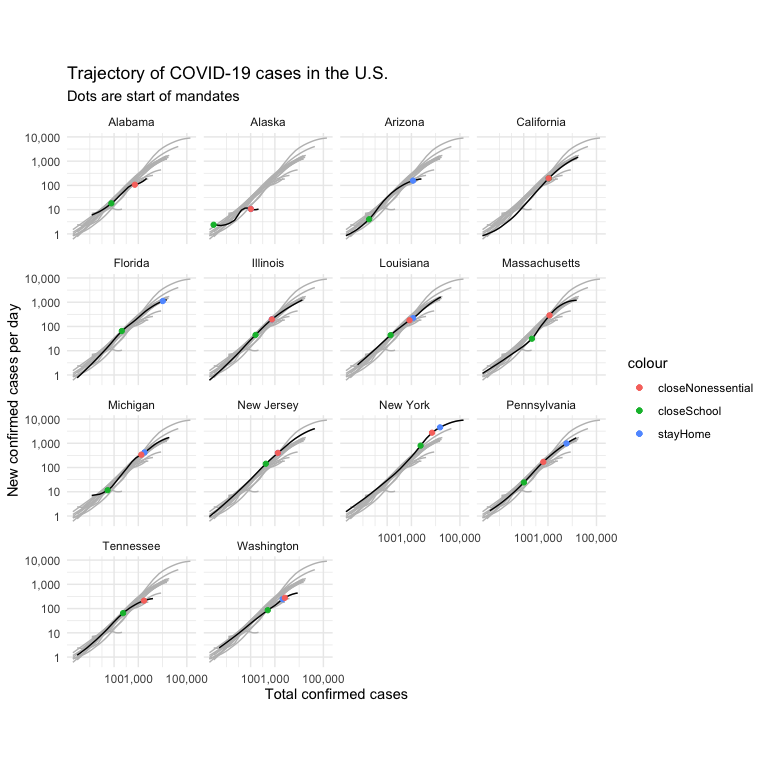 Trajectory of COVID-19 cases in the U.S.
Dots are start of mandates
Alabama Alaska Arizona California
10,000
1,000
100
10
1
Florida Illinois Louisiana Massachusetts
10,000
1,000
100
10
1
Michigan New Jersey New York Pennsylvania
10,000
1,000
100
10
1
1001,000 100,000 1001,000 100,000
Tennessee Washington
10,000
1,000
100
10
1
1001,000 100,000 1001,000 100,000
Total confirmed cases
New confirmed cases per day
colour
closeNonessential
closeSchool
stayHome